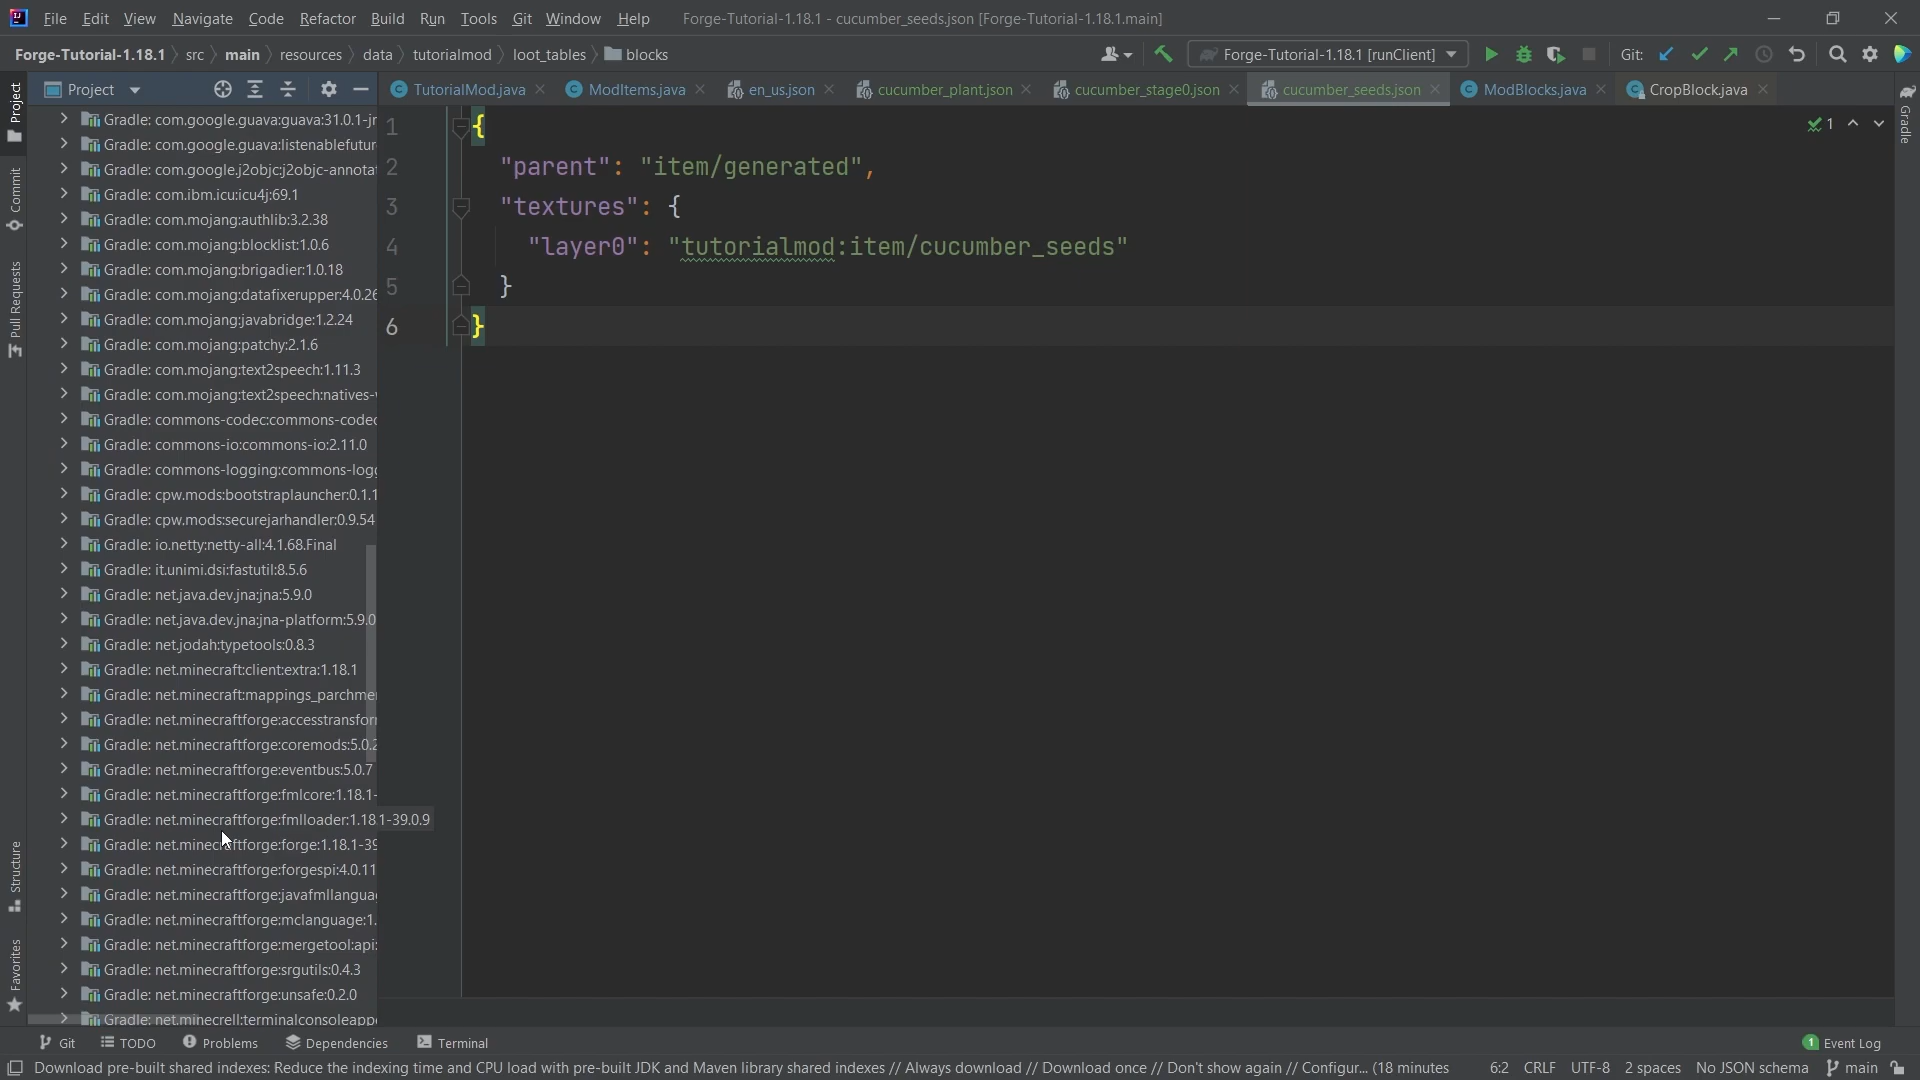 File Edit View Navigate Code Refactor Build Run Tools Git Window Help Forge-Tutorial-1.18.1 - cucumber_seeds.json [Forge-Tutorial-1.18.1.main]
Forge-Tutorial-1.18.1 src main resources data tutorialmod loot_tables blocks Forge-Tutorial-1.18.1 [runClient] Git:
Project TutorialMod.java ModItems.java en_us.json cucumber_plant.json cucumber_stage0.json cucumber_seeds.json ModBlocks.java CropBlock.java
Project
Commit
Pull Requests
Structure
Favorites
Gradle: com.google.guava:guava:31.0.1-jr
Gradle: com.google.guava:listenablefutur
Gradle: com.google.j2objc:j2objc-annotat
Gradle: com.ibm.icu:icu4j:69.1
Gradle: com.mojang:authlib:3.2.38
Gradle: com.mojang:blocklist:1.0.6
Gradle: com.mojang:brigadier:1.0.18
Gradle: com.mojang:datafixerupper:4.0.26
Gradle: com.mojang:javabridge:1.2.24
Gradle: com.mojang:patchy:2.1.6
Gradle: com.mojang:text2speech:1.11.3
Gradle: com.mojang:text2speech:natives-
Gradle: commons-codec:commons-codec
Gradle: commons-io:commons-io:2.11.0
Gradle: commons-logging:commons-logg
Gradle: cpw.mods:bootstraplauncher:0.1.1
Gradle: cpw.mods:securejarhandler:0.9.54
Gradle: io.netty:netty-all:4.1.68.Final
Gradle: it.unimi.dsi:fastutil:8.5.6
Gradle: net.java.dev.jna:jna:5.9.0
Gradle: net.java.dev.jna:jna-platform:5.9.0
Gradle: net.jodah:typetools:0.8.3
Gradle: net.minecraft:client:extra:1.18.1
Gradle: net.minecraft:mappings_parchme
Gradle: net.minecraftforge:accesstransfor
Gradle: net.minecraftforge:coremods:5.0.2
Gradle: net.minecraftforge:eventbus:5.0.7
Gradle: net.minecraftforge:fmlcore:1.18.1-
Gradle: net.minecraftforge:fmlloader:1.18.1-39.0.9
Gradle: net.minecraftforge:forge:1.18.1-39
Gradle: net.minecraftforge:forgespi:4.0.11
Gradle: net.minecraftforge:javafmllangua
Gradle: net.minecraftforge:mclanguage:1.
Gradle: net.minecraftforge:mergetool:api:
Gradle: net.minecraftforge:srgutils:0.4.3
Gradle: net.minecraftforge:unsafe:0.2.0
Gradle: net.minecrell:terminalconsoleappe
1 {
2 "parent": "item/generated",
3 "textures": {
4 "layer0": "tutorialmod:item/cucumber_seeds"
5 }
6 }
1
Gradle
Git TODO Problems Dependencies Terminal 1 Event Log
Download pre-built shared indexes: Reduce the indexing time and CPU load with pre-built JDK and Maven library shared indexes // Always download // Download once // Don't show again // Configur... (18 minutes 6:2 CRLF UTF-8 2 spaces No JSON schema main